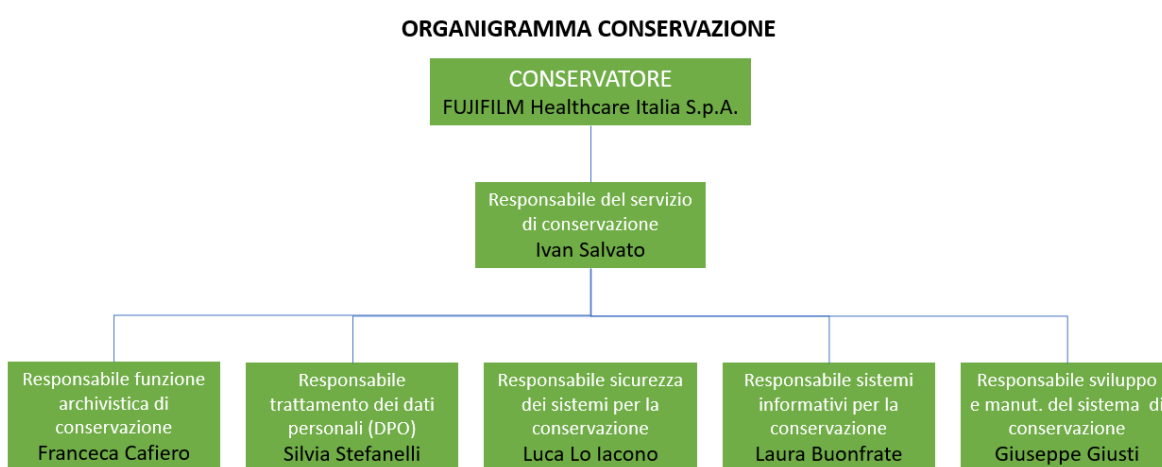 ORGANIGRAMMA CONSERVAZIONE
CONSERVATORE
FUJIFILM Healthcare Italia S.p.A.
Responsabile del servizio
di conservazione
Ivan Salvato
Responsabile funzione
archivistica di
conservazione
Franceca Cafiero
Responsabile
trattamento dei dati
personali (DPO)
Silvia Stefanelli
Responsabile sicurezza
dei sistemi per la
conservazione
Luca Lo Iacono
Responsabile sistemi
informativi per la
conservazione
Laura Buonfrate
Responsabile sviluppo
e manut. del sistema di
conservazione
Giuseppe Giusti